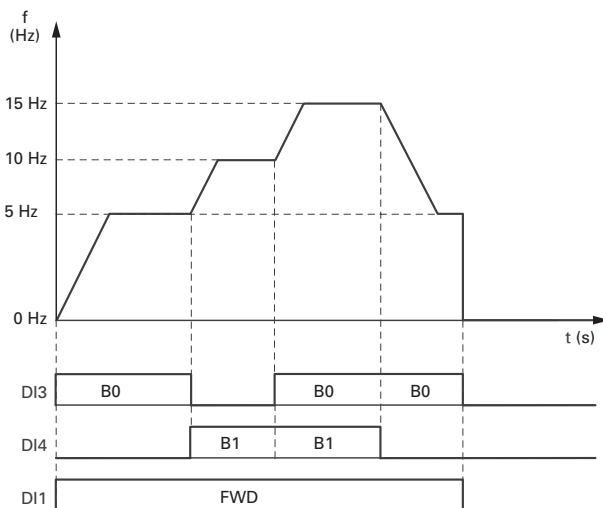 f
(Hz)
15 Hz
10 Hz
5 Hz
0 Hz
t (s)
DI3 B0 B0 B0
DI4 B1 B1
DI1 FWD